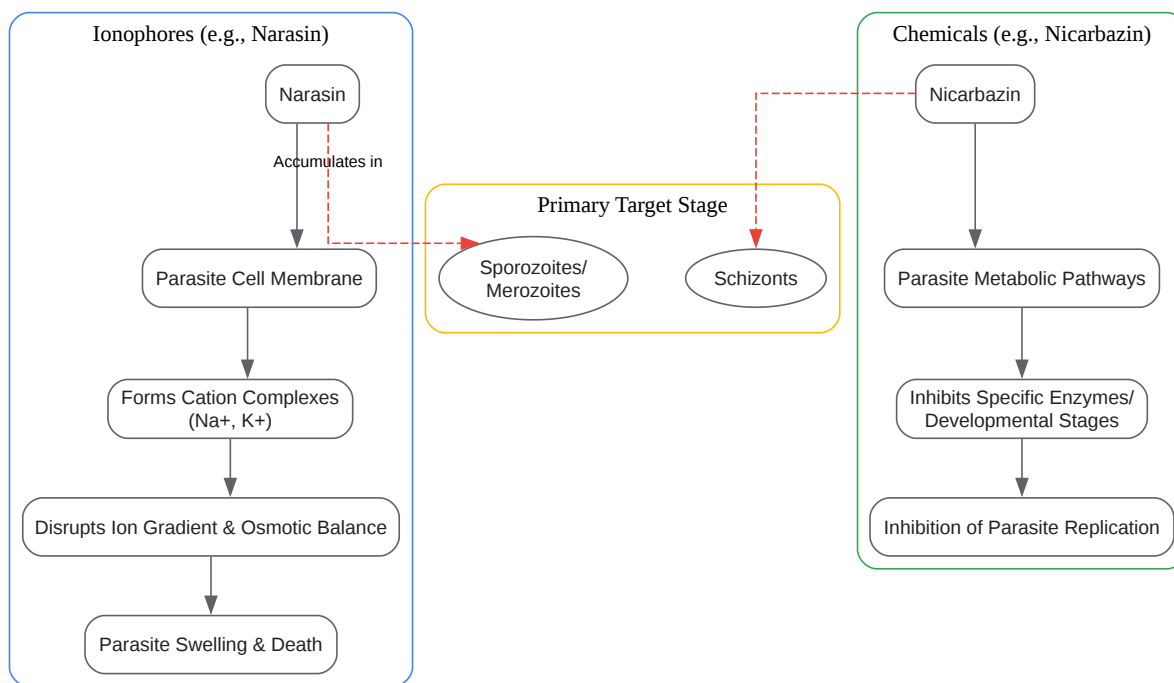 Ionophores (e.g., Narasin)
Narasin
Accumulates in
Parasite Cell Membrane
Forms Cation Complexes
(Na+, K+)
Disrupts Ion Gradient & Osmotic Balance
Parasite Swelling & Death
Primary Target Stage
Sporozoites/
Merozoites
Schizonts
Chemicals (e.g., Nicarbazin)
Nicarbazin
Parasite Metabolic Pathways
Inhibits Specific Enzymes/
Developmental Stages
Inhibition of Parasite Replication